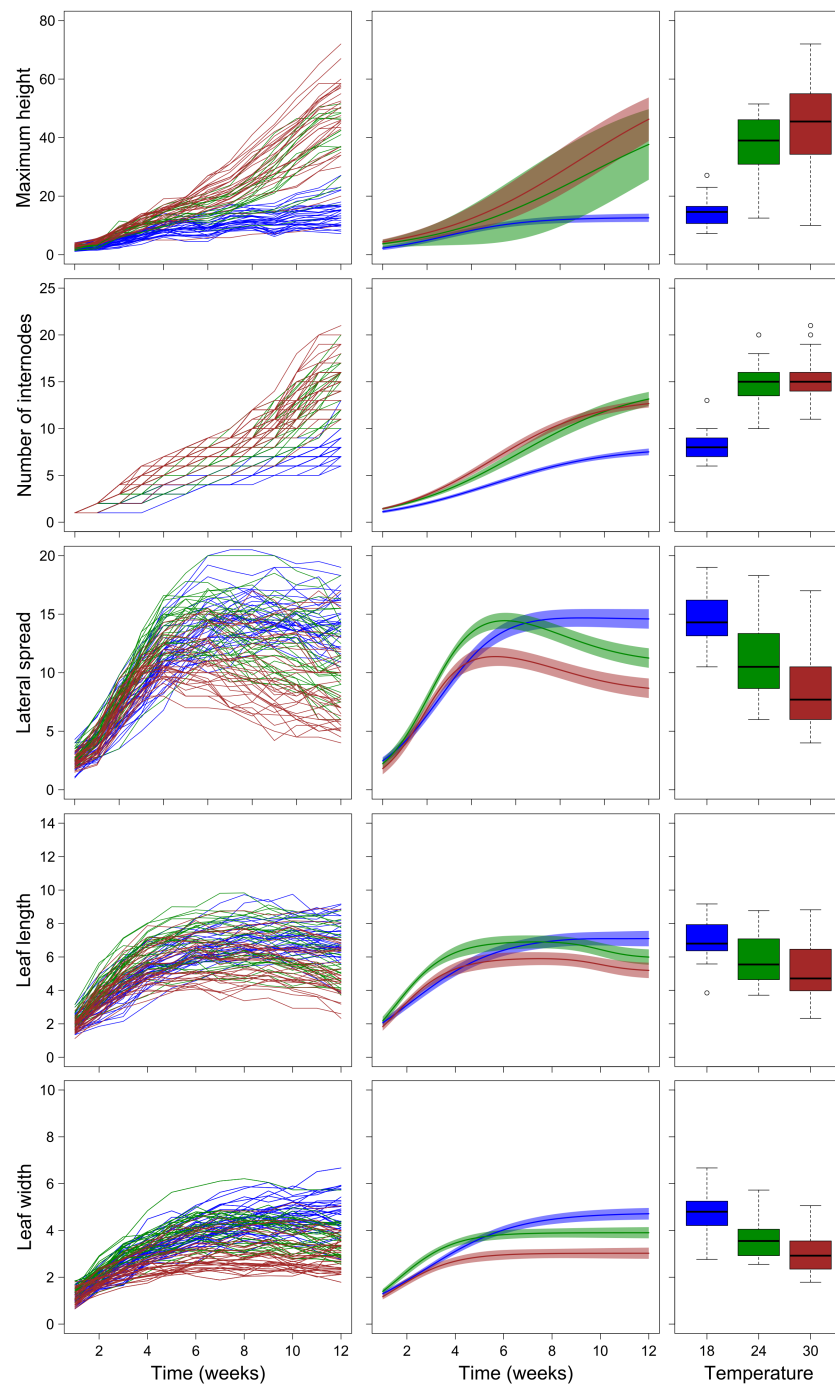 Maximum height
80
60
40
20
0
Number of internodes
25
20
15
10
5
0
Lateral spread
20
15
10
5
0
Leaf length
14
12
10
8
6
4
2
0
Leaf width
10
8
6
4
2
0
2 4 6 8 10 12
2 4 6 8 10 12
18 24 30
Time (weeks)
Time (weeks)
Temperature